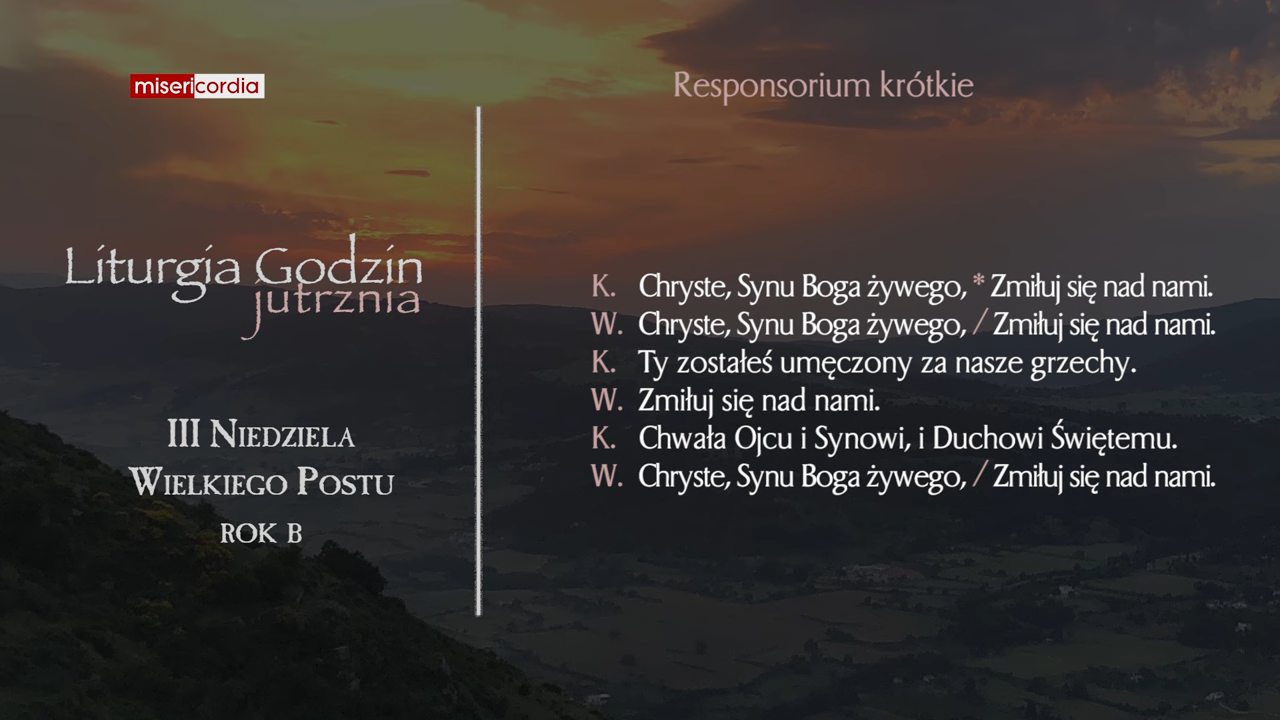 misericordia
Liturgia Godzin
jutrznia
III Niedziela
Wielkiego Postu
rok B
Responsorium krótkie
K. Chryste, Synu Boga żywego, * Zmiłuj się nad nami.
W. Chryste, Synu Boga żywego, / Zmiłuj się nad nami.
K. Ty zostałeś umęczony za nasze grzechy.
W. Zmiłuj się nad nami.
K. Chwała Ojcu i Synowi, i Duchowi Świętemu.
W. Chryste, Synu Boga żywego, / Zmiłuj się nad nami.